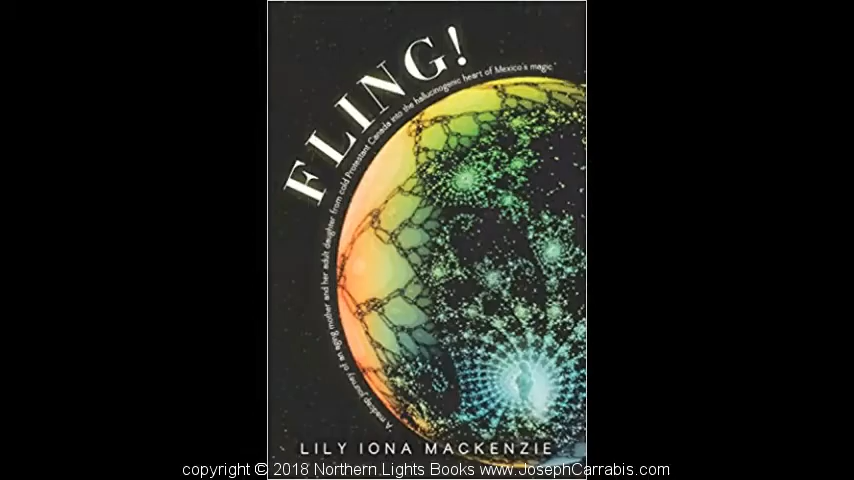 FLING!
A madcap journey of an aging mother and her adult daughter from cold Protestant Canada into the hallucinogenic heart of Mexico's magic."
LILY IONA MACKENZIE
copyright © 2018 Northern Lights Books www.JosephCarrabis.com